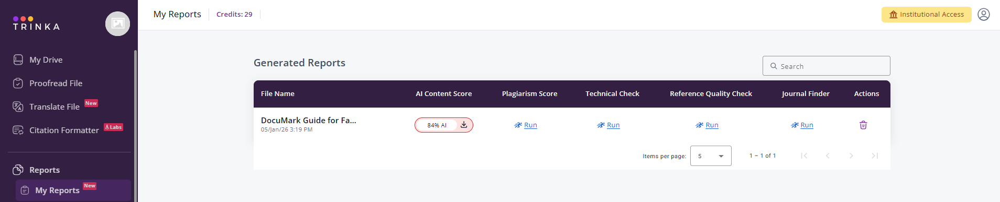 TRINKA
My Drive
Proofread File
Translate File New
Citation Formatter Labs
Reports
My Reports New
My Reports Credits: 29 Institutional Access
Generated Reports
Search
File Name AI Content Score Plagiarism Score Technical Check Reference Quality Check Journal Finder Actions
DocuMark Guide for Fa... 84% AI Run Run Run Run
05/Jan/26 3:19 PM
Items per page: 5 1 – 1 of 1